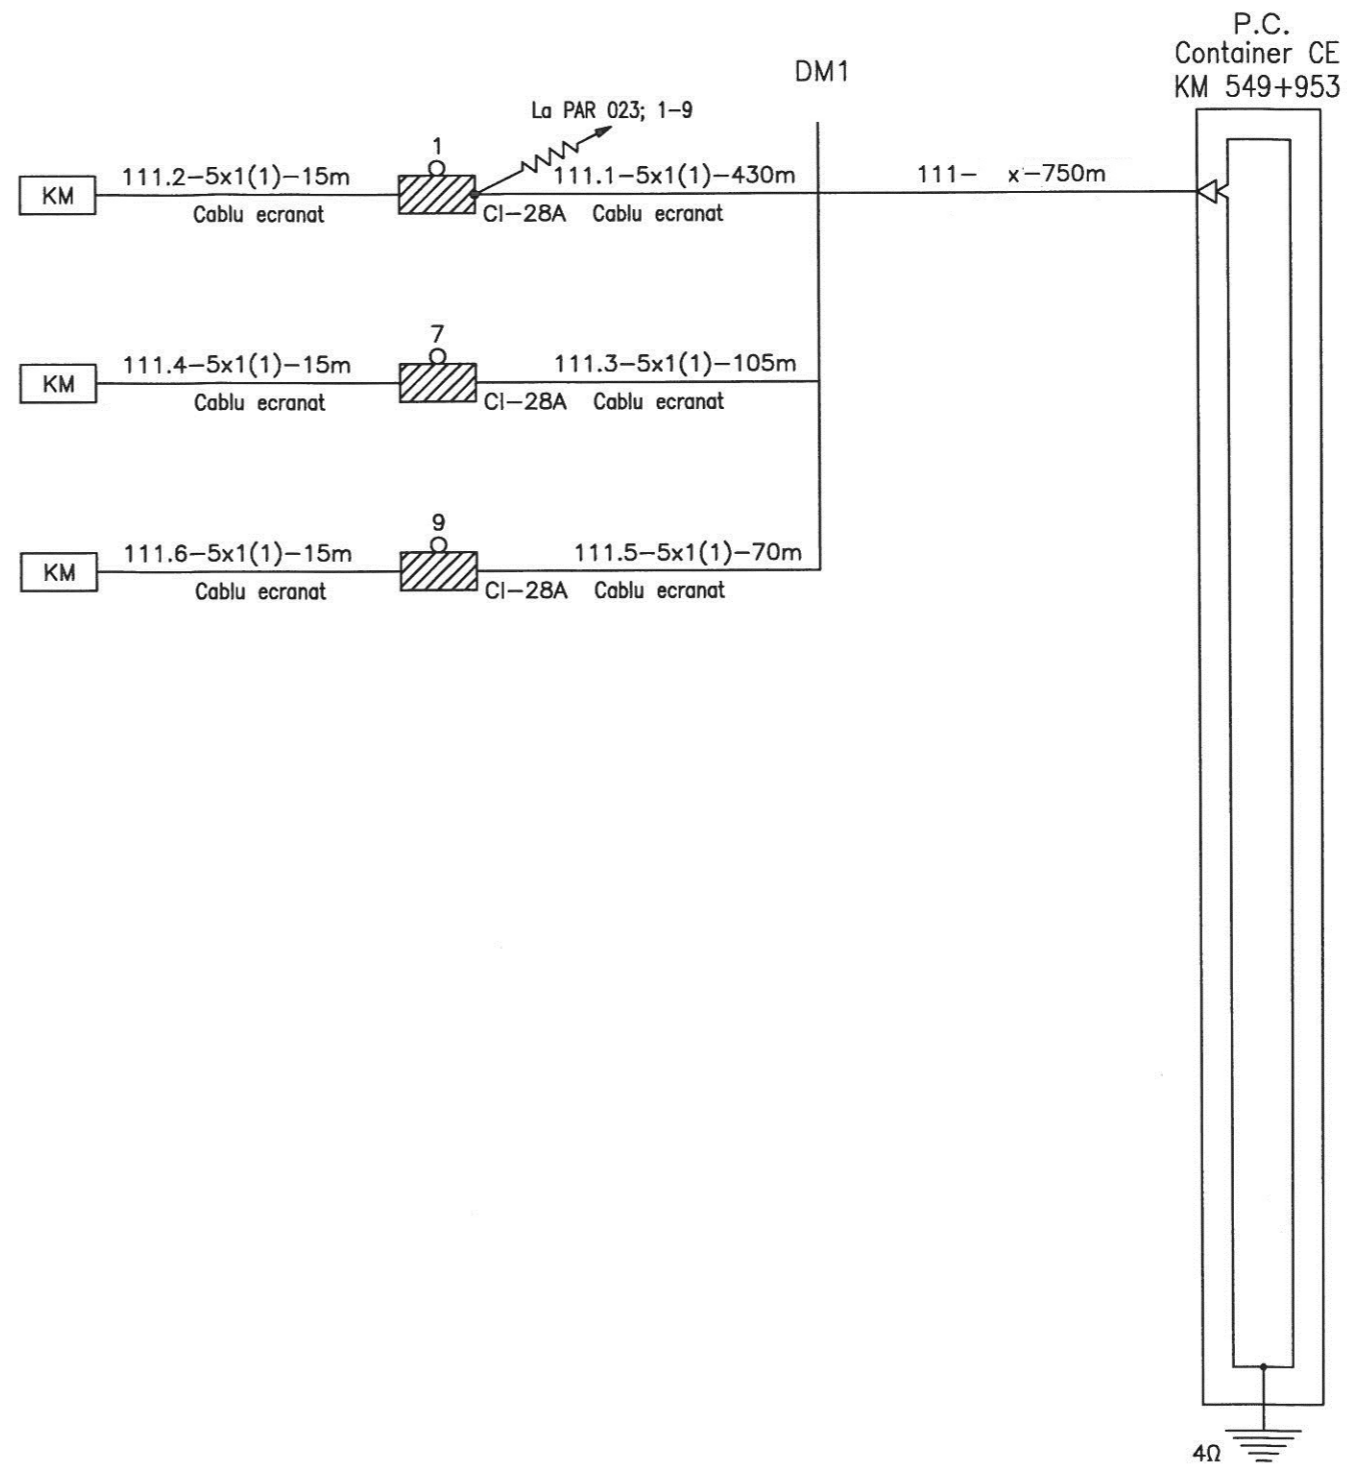 P.C.
Container CE
KM 549+953
DM1
La PAR 023; 1-9
1
KM
111.2-5x1(1)-15m
Cablu ecranat
CI-28A
111.1-5x1(1)-430m
Cablu ecranat
111- x-750m
7
KM
111.4-5x1(1)-15m
Cablu ecranat
CI-28A
111.3-5x1(1)-105m
Cablu ecranat
9
KM
111.6-5x1(1)-15m
Cablu ecranat
CI-28A
111.5-5x1(1)-70m
Cablu ecranat
4Ω